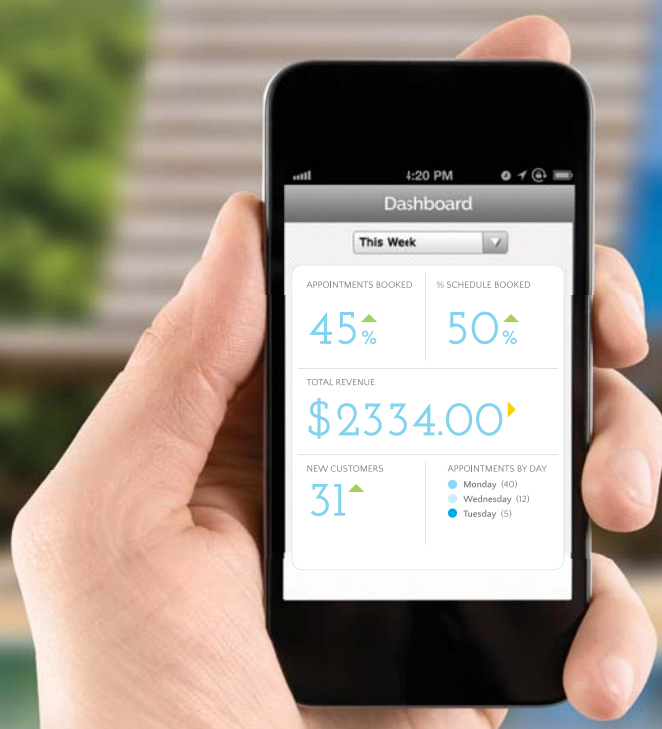 4:20 PM
Dashboard
This Week
APPOINTMENTS BOOKED
% SCHEDULE BOOKED
45%
50%
TOTAL REVENUE
$2334.00
NEW CUSTOMERS
APPOINTMENTS BY DAY
31
Monday (40)
Wednesday (12)
Tuesday (5)